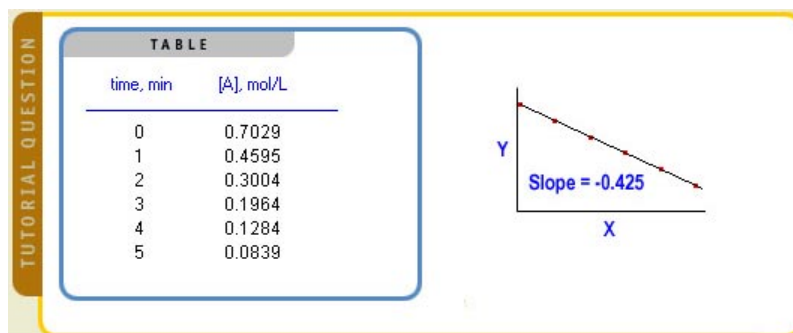 TUTORIAL QUESTION
TABLE
time, min [A], mol/L
0 0.7029
1 0.4595
2 0.3004
3 0.1964
4 0.1284
5 0.0839
Y
Slope = -0.425
X